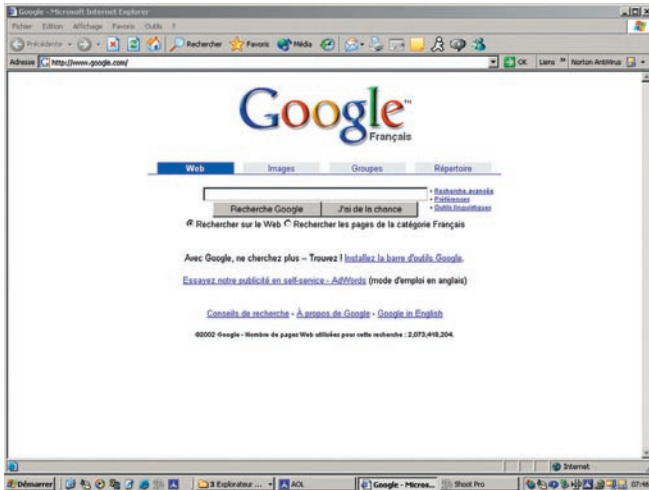 Google - Microsoft Internet Explorer
Fichier Edition Affichage Favoris Outils ?
Précédente Rechercher Favoris Média
Adresse http://www.google.com/ OK Liens » Norton AntiVirus
Google™
Français
Web Images Groupes Répertoire
• Recherche avancée
• Préférences
• Outils linguistiques
Recherche Google J'ai de la chance
Rechercher sur le Web Rechercher les pages de la catégorie Français
Avec Google, ne cherchez plus -- Trouvez ! Installez la barre d'outils Google.
Essayez notre publicité en self-service - AdWords (mode d'emploi en anglais)
Conseils de recherche - À propos de Google - Google in English
©2002 Google - Nombre de pages Web utilisées pour cette recherche : 2,073,418,204.
Internet
Démarrer 3 Explorateur ... AOL Google - Micros... Shoot Pro 07:46